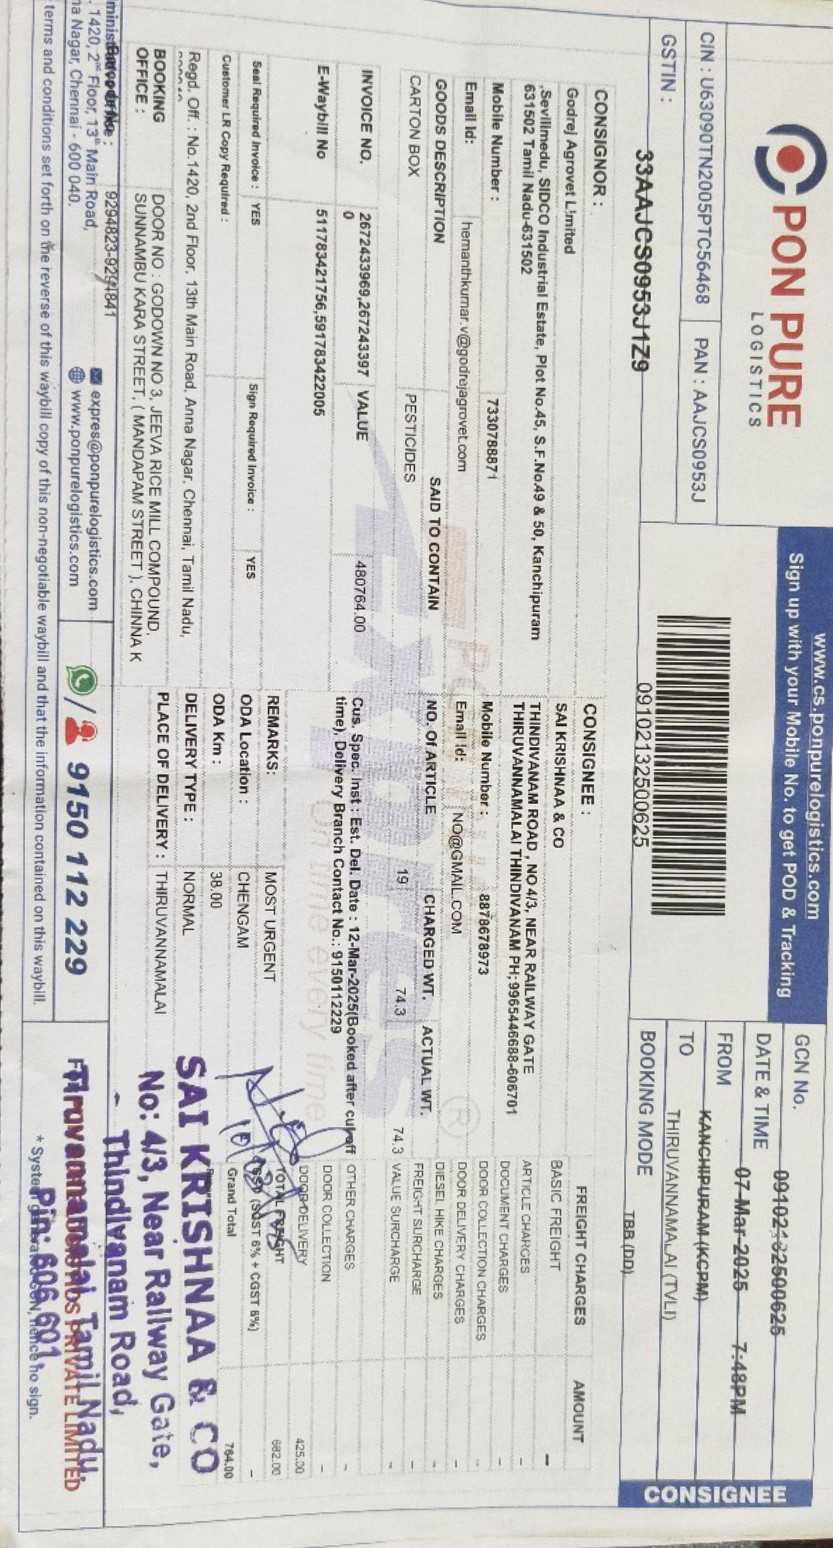 PON PURE
LOGISTICS
CIN : U63090TN2005PTC56468
PAN : AAJCS0953J
GSTIN :
33AAJCS0953J1Z9
www.cs.ponpurelogistics.com
Sign up with your Mobile No. to get POD & Tracking
09102132500625
GCN No.
09102132500625
DATE & TIME
07-Mar-2025 7:48PM
FROM
KANCHIPURAM (KCPM)
TO
THIRUVANNAMALAI (TVLI)
BOOKING MODE
TBB (DD)
CONSIGNEE
CONSIGNOR :
Godrej Agrovet Limited
,Sevilimedu, SIDCO Industrial Estate, Plot No.45, S.F.No.49 & 50, Kanchipuram
631502 Tamil Nadu-631502
Mobile Number : 7330788871
Email Id: hemanthkumar.v@godrejagrovet.com
CONSIGNEE :
SAI KRISHNAA & CO
THINDIVANAM ROAD , NO 4/3, NEAR RAILWAY GATE
THIRUVANNAMALAI THINDIVANAM PH;9965446688-606701
Mobile Number : 8878678973
Email Id: NO@GMAIL.COM
GOODS DESCRIPTION SAID TO CONTAIN NO. Of ARTICLE CHARGED WT. ACTUAL WT.
CARTON BOX PESTICIDES 19 74.3 74.3
INVOICE NO. 2672433969,267243397
0
VALUE 480764.00
E-Waybill No 511783421756,591783422005
Cus. Spec. Inst : Est. Del. Date : 12-Mar-2025(Booked after cut-off
time), Delivery Branch Contact No.: 9150112229
Seal Required Invoice : YES Sign Required Invoice : YES
Customer LR Copy Required :
REMARKS: MOST URGENT
ODA Location : CHENGAM
ODA Km : 38.00
DELIVERY TYPE : NORMAL
PLACE OF DELIVERY : THIRUVANNAMALAI
Regd. Off. : No.1420, 2nd Floor, 13th Main Road, Anna Nagar, Chennai, Tamil Nadu,
BOOKING
OFFICE :
DOOR NO : GODOWN NO 3, JEEVA RICE MILL COMPOUND,
SUNNAMBU KARA STREET, ( MANDAPAM STREET ), CHINNA K
FREIGHT CHARGES AMOUNT
BASIC FREIGHT -
ARTICLE CHARGES -
DOCUMENT CHARGES -
DOOR COLLECTION CHARGES -
DOOR DELIVERY CHARGES -
DIESEL HIKE CHARGES -
FREIGHT SURCHARGE -
VALUE SURCHARGE -
OTHER CHARGES -
DOOR COLLECTION -
DOOR DELIVERY 425.00
TOTAL FREIGHT 682.00
(SGST 6% + CGST 6%) -
Grand Total 764.00
SAI KRISHNAA & CO
No: 4/3, Near Railway Gate,
Thindivanam Road,
Tiruvannamalai, Tamil Nadu,
Pin: 606 601.
1420, 2nd Floor, 13th Main Road,
na Nagar, Chennai - 600 040.
expres@ponpurelogistics.com
www.ponpurelogistics.com
9150 112 229
PRIVATE LIMITED
terms and conditions set forth on the reverse of this waybill copy of this non-negotiable waybill and that the information contained on this waybill.